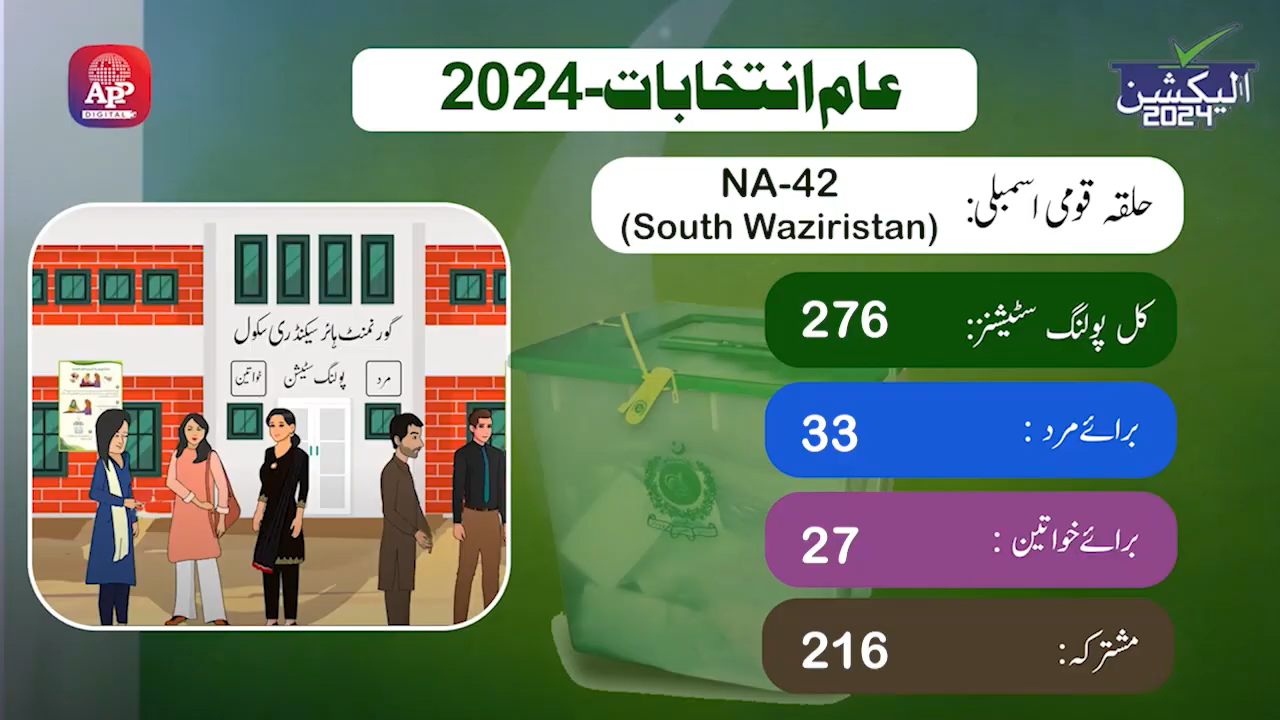 APP
DIGITAL
عام انتخابات-2024
الیکشن
2024
حلقہ قومی اسمبلی:
NA-42
(South Waziristan)
کل پولنگ سٹیشنز:
276
برائے مرد :
33
برائے خواتین :
27
مشترکہ:
216
گورنمنٹ ہائر سیکنڈری سکول
مرد
پولنگ سٹیشن
خواتین